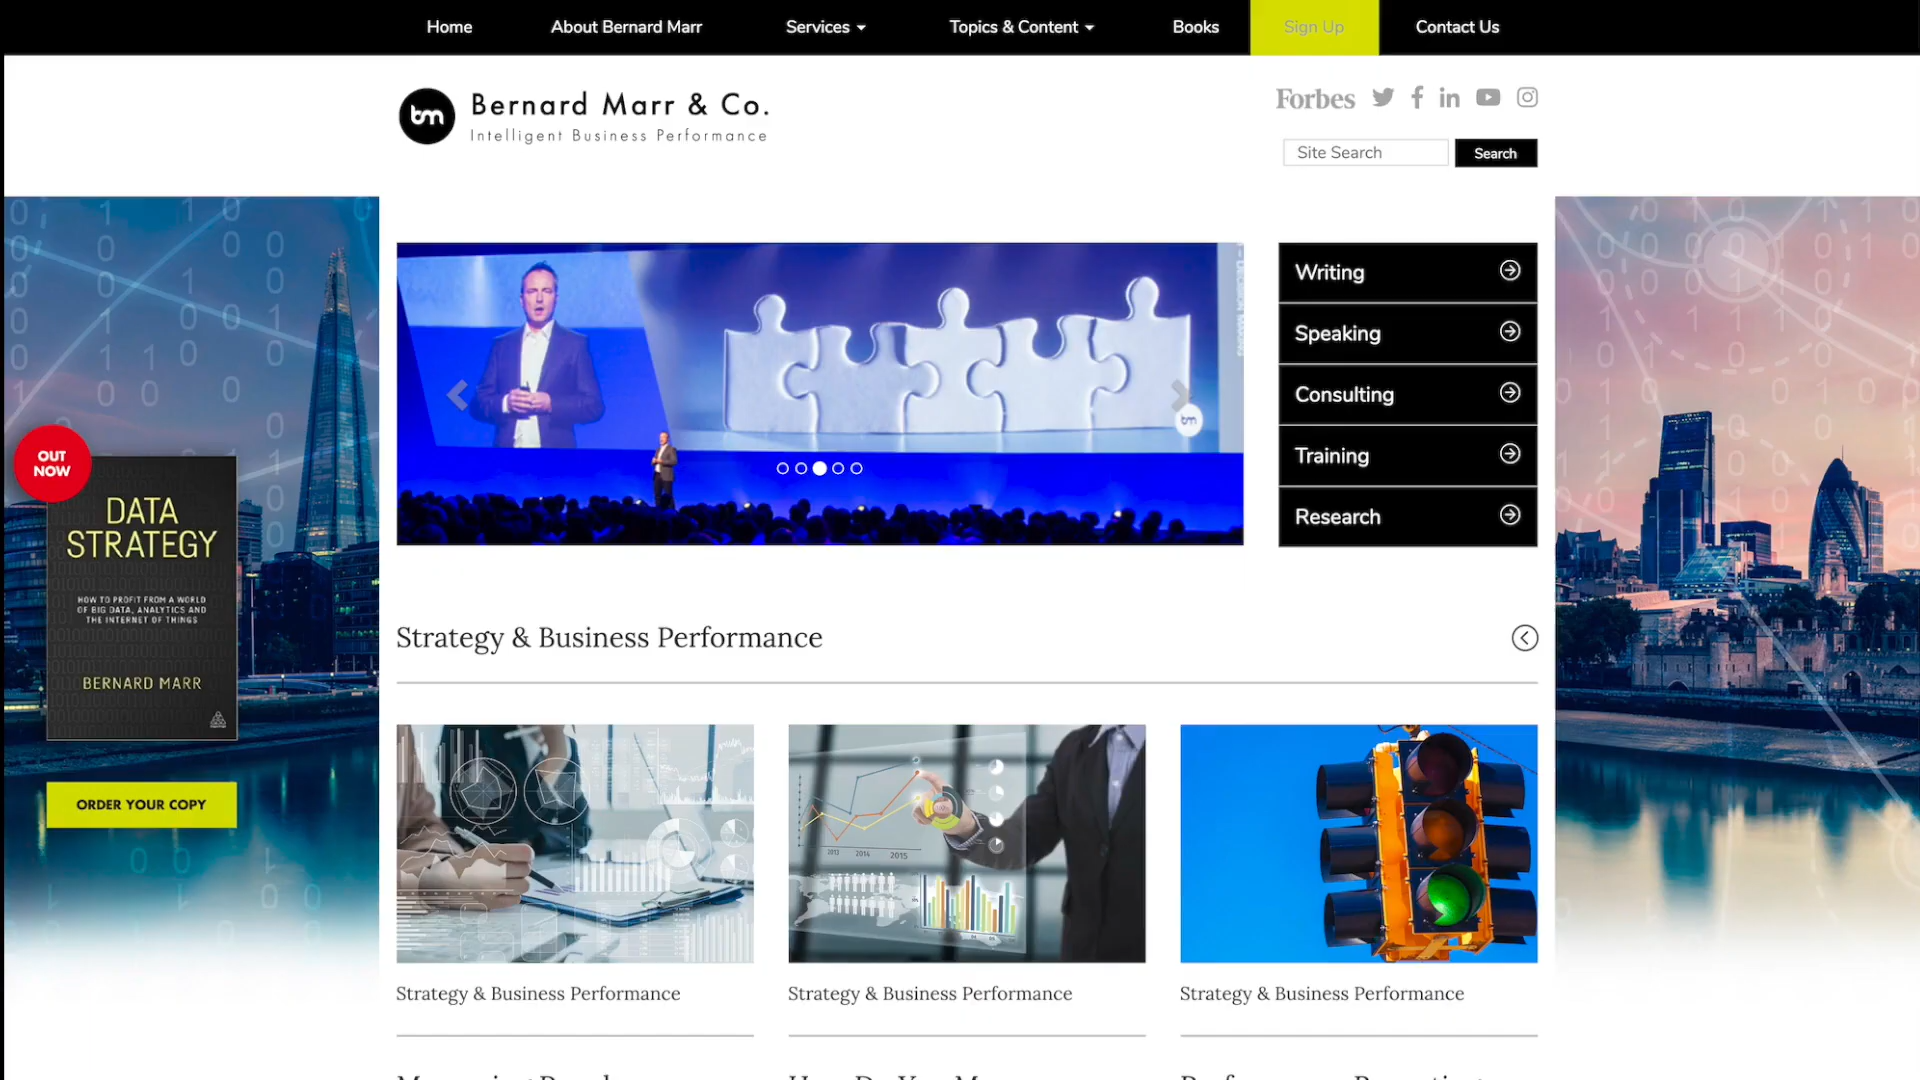 Home About Bernard Marr Services Topics & Content Books Sign Up Contact Us
bm Bernard Marr & Co.
Intelligent Business Performance
Forbes
Site Search Search
Writing
Speaking
Consulting
Training
Research
OUT
NOW
DATA
STRATEGY
HOW TO PROFIT FROM A WORLD
OF BIG DATA, ANALYTICS AND
THE INTERNET OF THINGS
BERNARD MARR
ORDER YOUR COPY
Strategy & Business Performance
2014 2015
Strategy & Business Performance
Strategy & Business Performance
Strategy & Business Performance